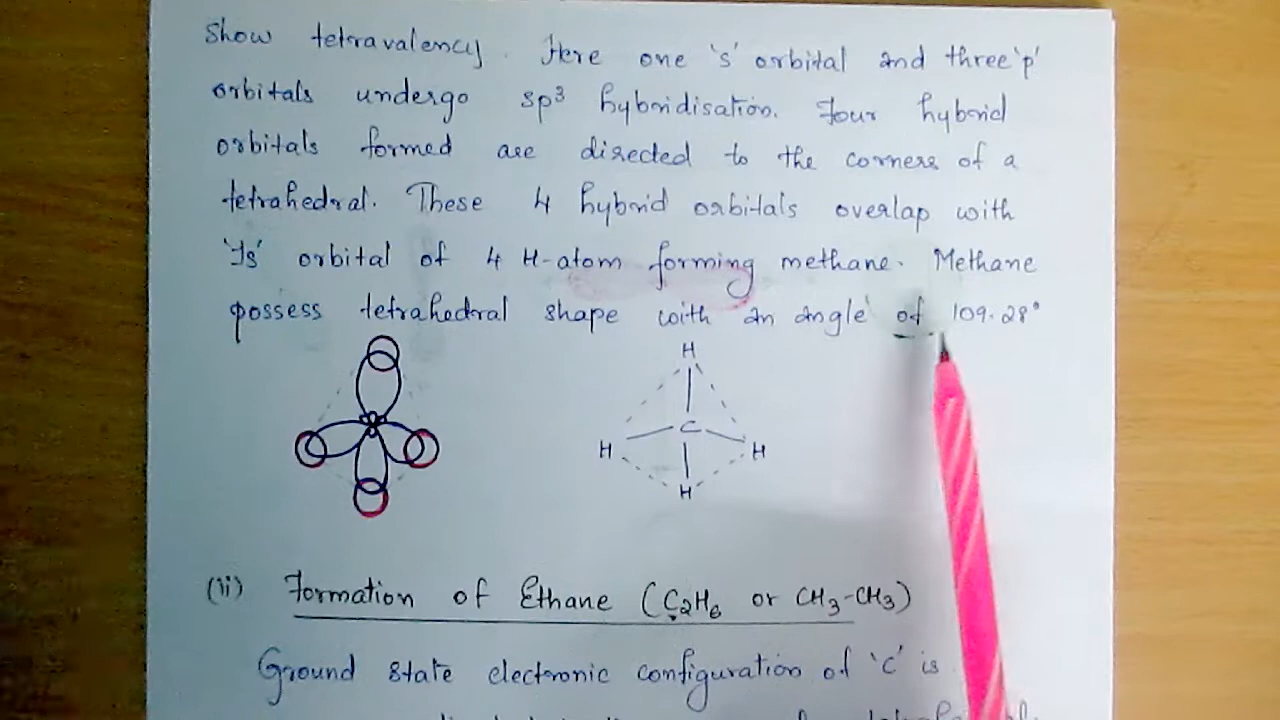 Show tetravalency. Here one 's' orbital and three 'p'
orbitals undergo sp³ hybridisation. Four hybrid
orbitals formed are directed to the corners of a
tetrahedral. These 4 hybrid orbitals overlap with
'1s' orbital of 4 H-atom forming methane. Methane
possess tetrahedral shape with an angle of 109.28°
H
C
H H
H
(ii) Formation of Ethane (C₂H₆ or CH₃-CH₃)
Ground state electronic configuration of 'c' is